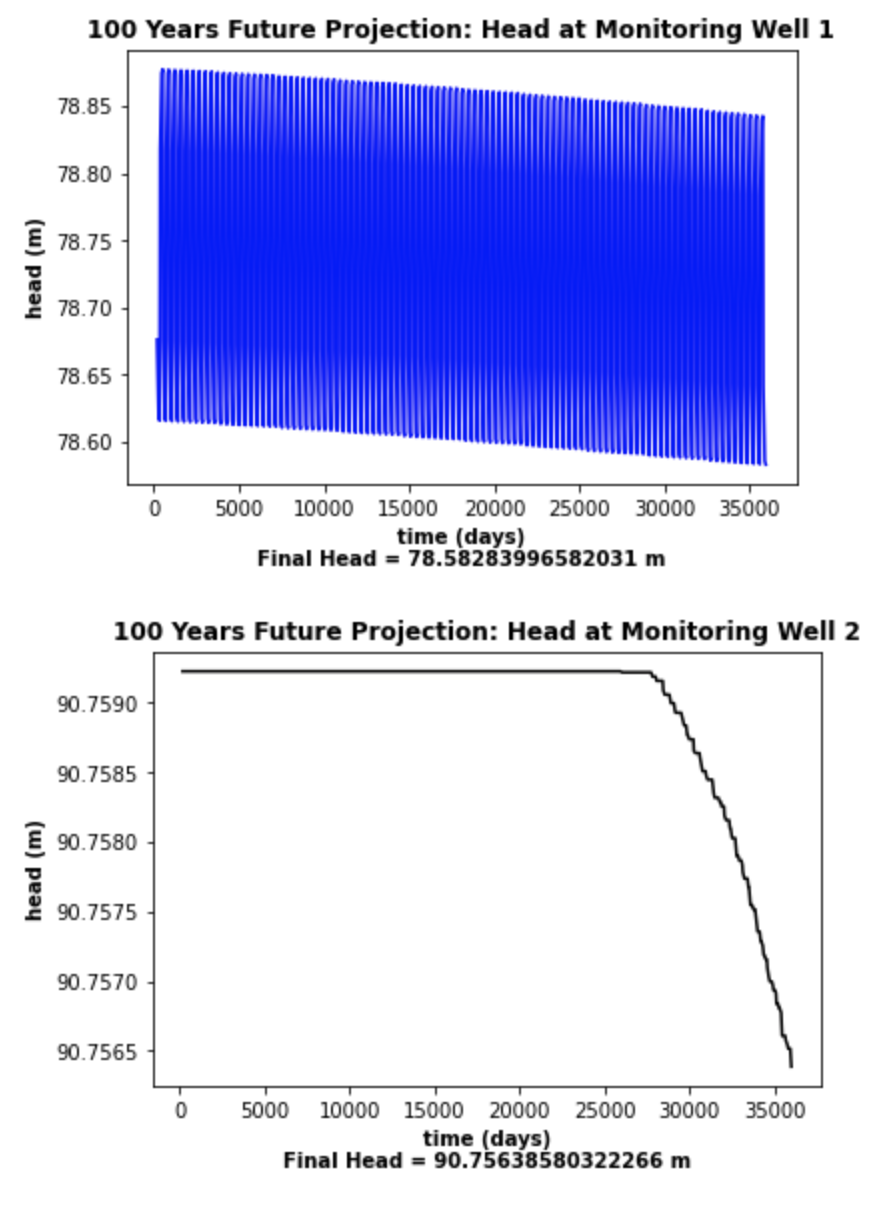 100 Years Future Projection: Head at Monitoring Well 1
78.85
78.80
78.75
78.70
78.65
78.60
head (m)
0 5000 10000 15000 20000 25000 30000 35000
time (days)
Final Head = 78.58283996582031 m
100 Years Future Projection: Head at Monitoring Well 2
90.7590
90.7585
90.7580
90.7575
90.7570
90.7565
head (m)
0 5000 10000 15000 20000 25000 30000 35000
time (days)
Final Head = 90.75638580322266 m